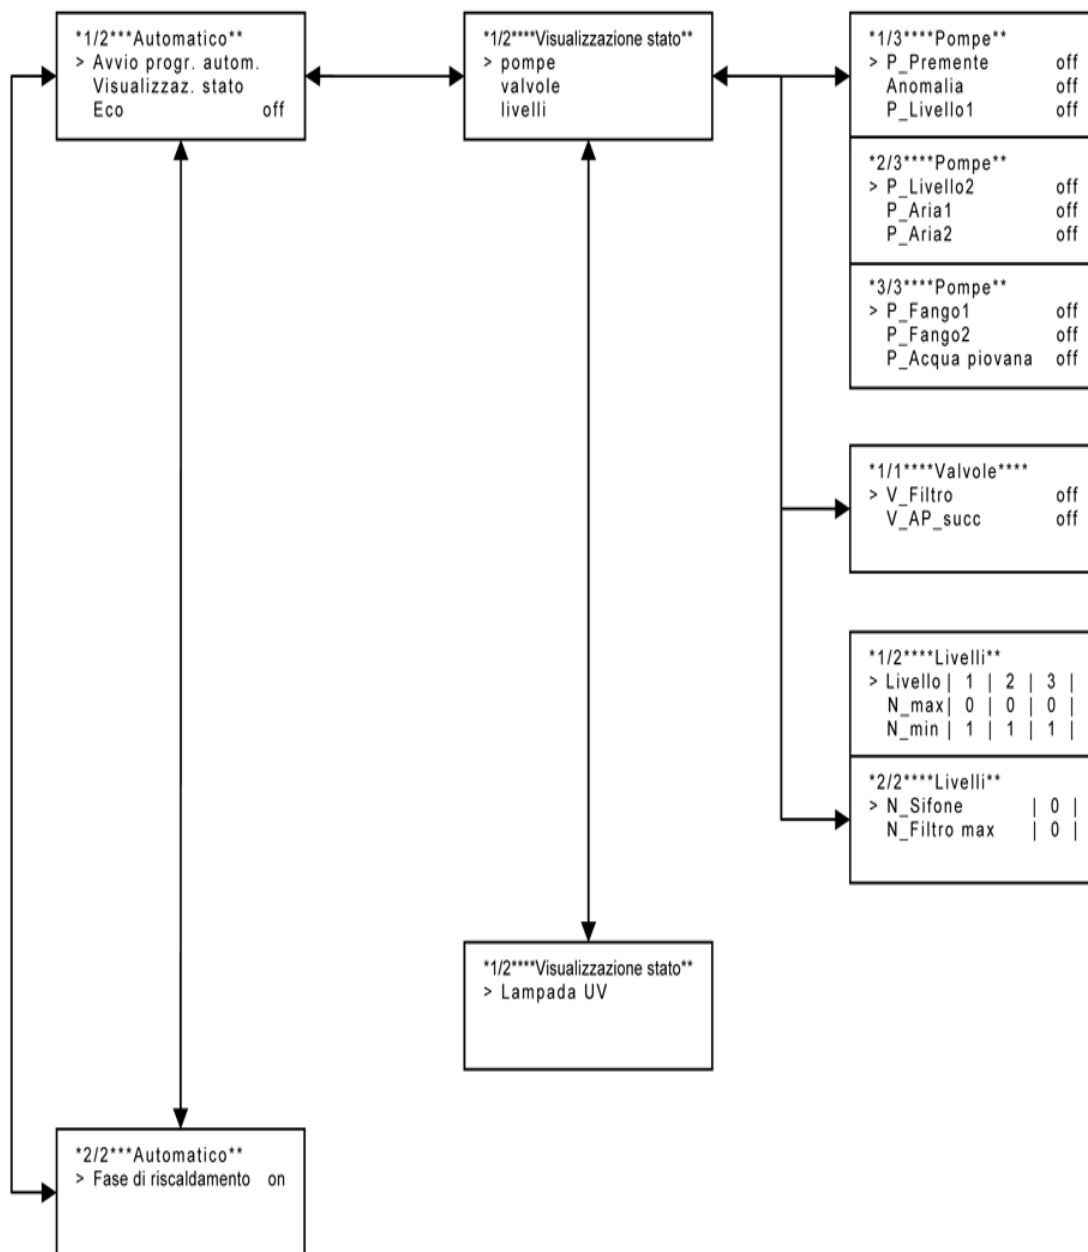 *1/2***Automatico**
> Avvio progr. autom.
Visualizzaz. stato
Eco off
*1/2****Visualizzazione stato**
> pompe
valvole
livelli
*1/3****Pompe**
> P_Premente off
Anomalia off
P_Livello1 off
*2/3****Pompe**
> P_Livello2 off
P_Aria1 off
P_Aria2 off
*3/3****Pompe**
> P_Fango1 off
P_Fango2 off
P_Acqua piovana off
*1/1****Valvole****
> V_Filtro off
V_AP_succ off
*1/2****Livelli**
> Livello | 1 | 2 | 3 |
N_max | 0 | 0 | 0 |
N_min | 1 | 1 | 1 |
*2/2****Livelli**
> N_Sifone | 0 |
N_Filtro max | 0 |
*1/2****Visualizzazione stato**
> Lampada UV
*2/2***Automatico**
> Fase di riscaldamento on